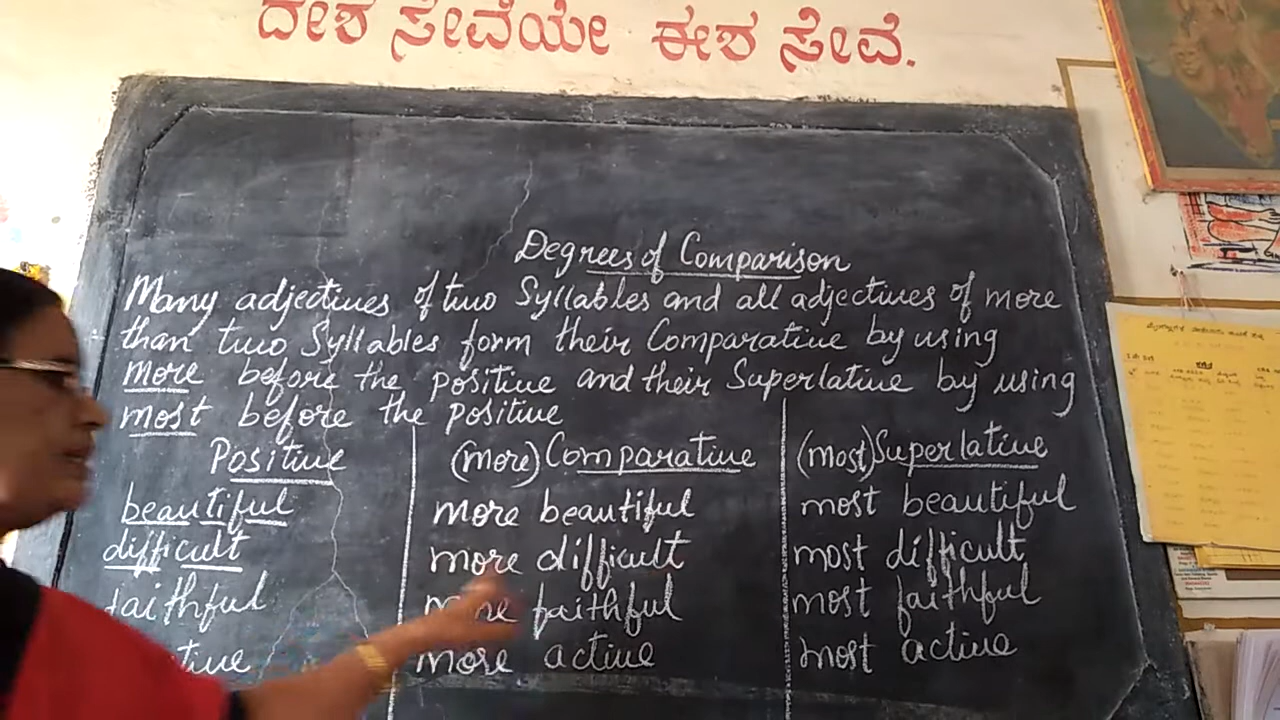 ದೇಶ ಸೇವೆಯೇ ಈಶ ಸೇವೆ.
Degrees of Comparison
Many adjectives of two Syllables and all adjectives of more
than two Syllables form their Comparative by using
more before the positive and their Superlative by using
most before the positive
Positive (more) Comparative (most) Superlative
beautiful more beautiful most beautiful
difficult more difficult most difficult
faithful more faithful most faithful
tive more active most active